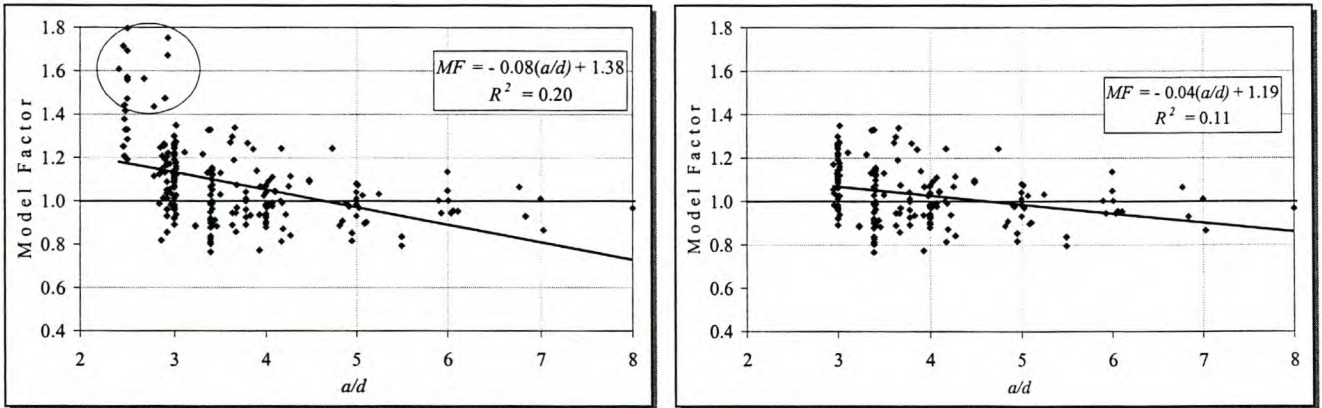 1.8
1.6
1.4
1.2
1.0
0.8
0.6
0.4
Model Factor
MF = - 0.08(a/d) + 1.38
R² = 0.20
2 3 4 5 6 7 8
a/d
1.8
1.6
1.4
1.2
1.0
0.8
0.6
0.4
Model Factor
MF = - 0.04(a/d) + 1.19
R² = 0.11
2 3 4 5 6 7 8
a/d